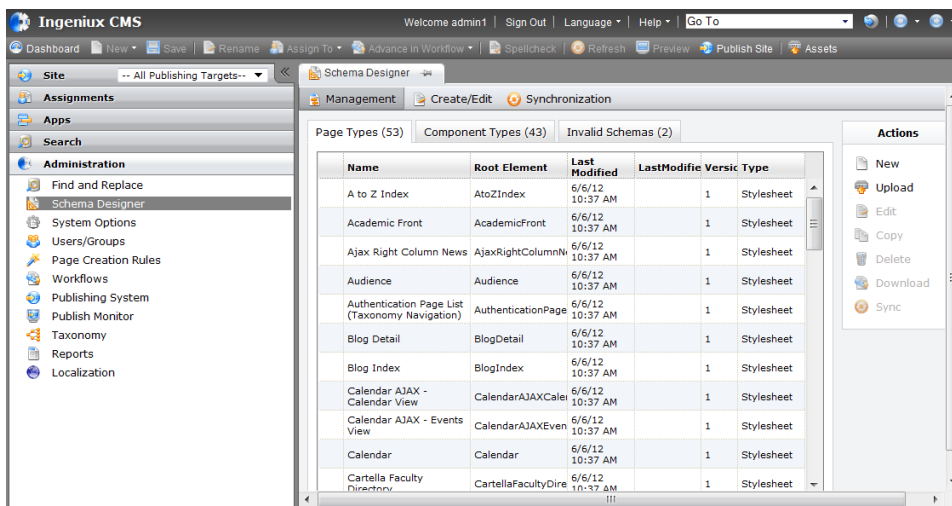 Ingeniux CMS
Welcome admin1 | Sign Out | Language | Help | Go To
Dashboard New Save Rename Assign To Advance in Workflow Spellcheck Refresh Preview Publish Site Assets
Site -- All Publishing Targets--
Assignments
Apps
Search
Administration
Find and Replace
Schema Designer
System Options
Users/Groups
Page Creation Rules
Workflows
Publishing System
Publish Monitor
Taxonomy
Reports
Localization
Schema Designer
Management Create/Edit Synchronization
Page Types (53) Component Types (43) Invalid Schemas (2)
Name Root Element Last Modified LastModifie Versic Type
A to Z Index AtoZIndex 6/6/12 10:37 AM 1 Stylesheet
Academic Front AcademicFront 6/6/12 10:37 AM 1 Stylesheet
Ajax Right Column News AjaxRightColumnN 6/6/12 10:37 AM 1 Stylesheet
Audience Audience 6/6/12 10:37 AM 1 Stylesheet
Authentication Page List (Taxonomy Navigation) AuthenticationPage 6/6/12 10:37 AM 1 Stylesheet
Blog Detail BlogDetail 6/6/12 10:37 AM 1 Stylesheet
Blog Index BlogIndex 6/6/12 10:37 AM 1 Stylesheet
Calendar AJAX - Calendar View CalendarAJAXCale 6/6/12 10:37 AM 1 Stylesheet
Calendar AJAX - Events View CalendarAJAXEven 6/6/12 10:37 AM 1 Stylesheet
Calendar Calendar 6/6/12 10:37 AM 1 Stylesheet
Cartella Faculty Directory CartellaFacultyDire 6/6/12 10:37 AM 1 Stylesheet
Actions
New
Upload
Edit
Copy
Delete
Download
Sync